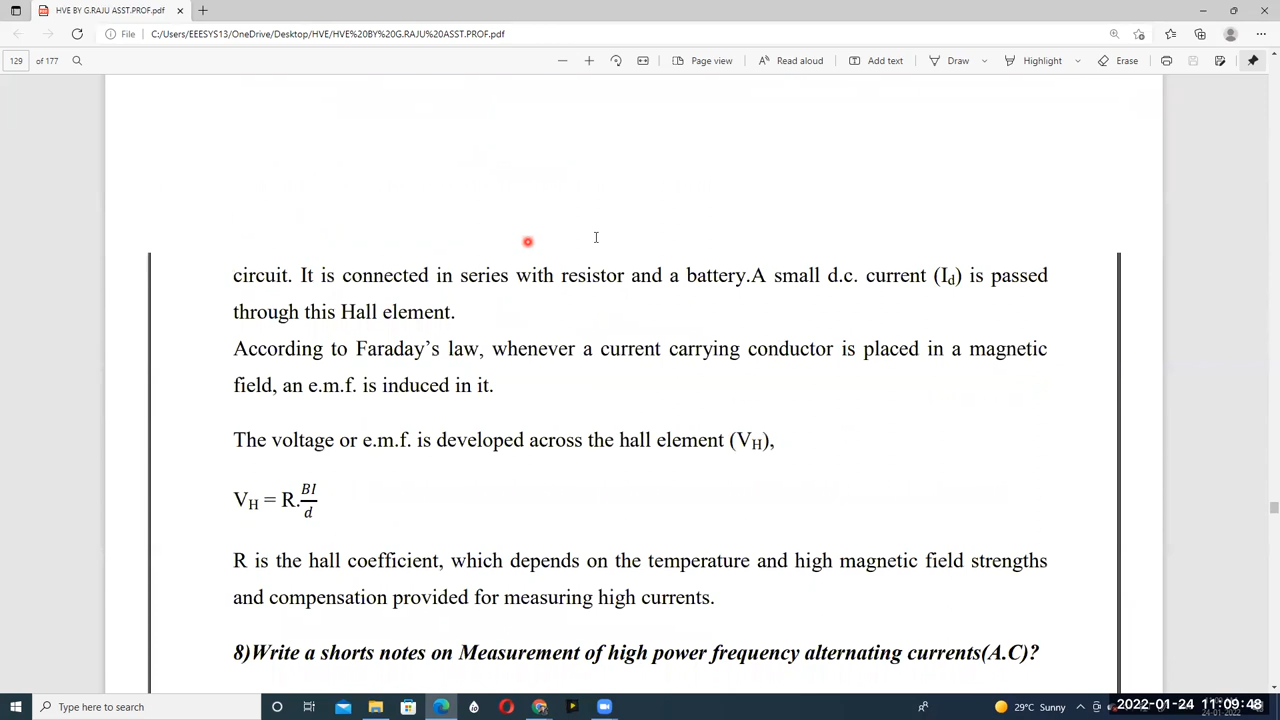 HVE BY G.RAJU ASST.PROF.pdf
File C:/Users/EEESYS13/OneDrive/Desktop/HVE/HVE%20BY%20G.RAJU%20ASST.PROF.pdf
129 of 177 Page view Read aloud Add text Draw Highlight Erase
circuit. It is connected in series with resistor and a battery.A small d.c. current (Id) is passed
through this Hall element.
According to Faraday’s law, whenever a current carrying conductor is placed in a magnetic
field, an e.m.f. is induced in it.
The voltage or e.m.f. is developed across the hall element (VH),
VH = R.BI/d
R is the hall coefficient, which depends on the temperature and high magnetic field strengths
and compensation provided for measuring high currents.
8)Write a shorts notes on Measurement of high power frequency alternating currents(A.C)?
Type here to search 29°C Sunny 2022-01-24 11:09:48